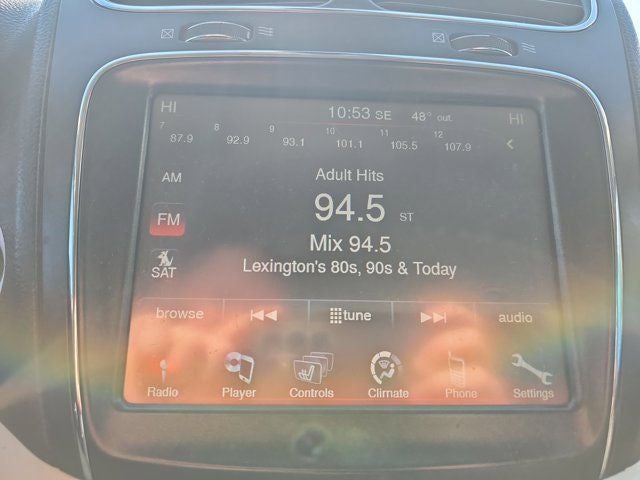 HI 10:53 SE 48° out. HI
7 8 9 10 11 12
87.9 92.9 93.1 101.1 105.5 107.9
Adult Hits
AM
94.5 ST
FM
Mix 94.5
Lexington's 80s, 90s & Today
SAT
browse tune audio
Radio Player Controls Climate Phone Settings